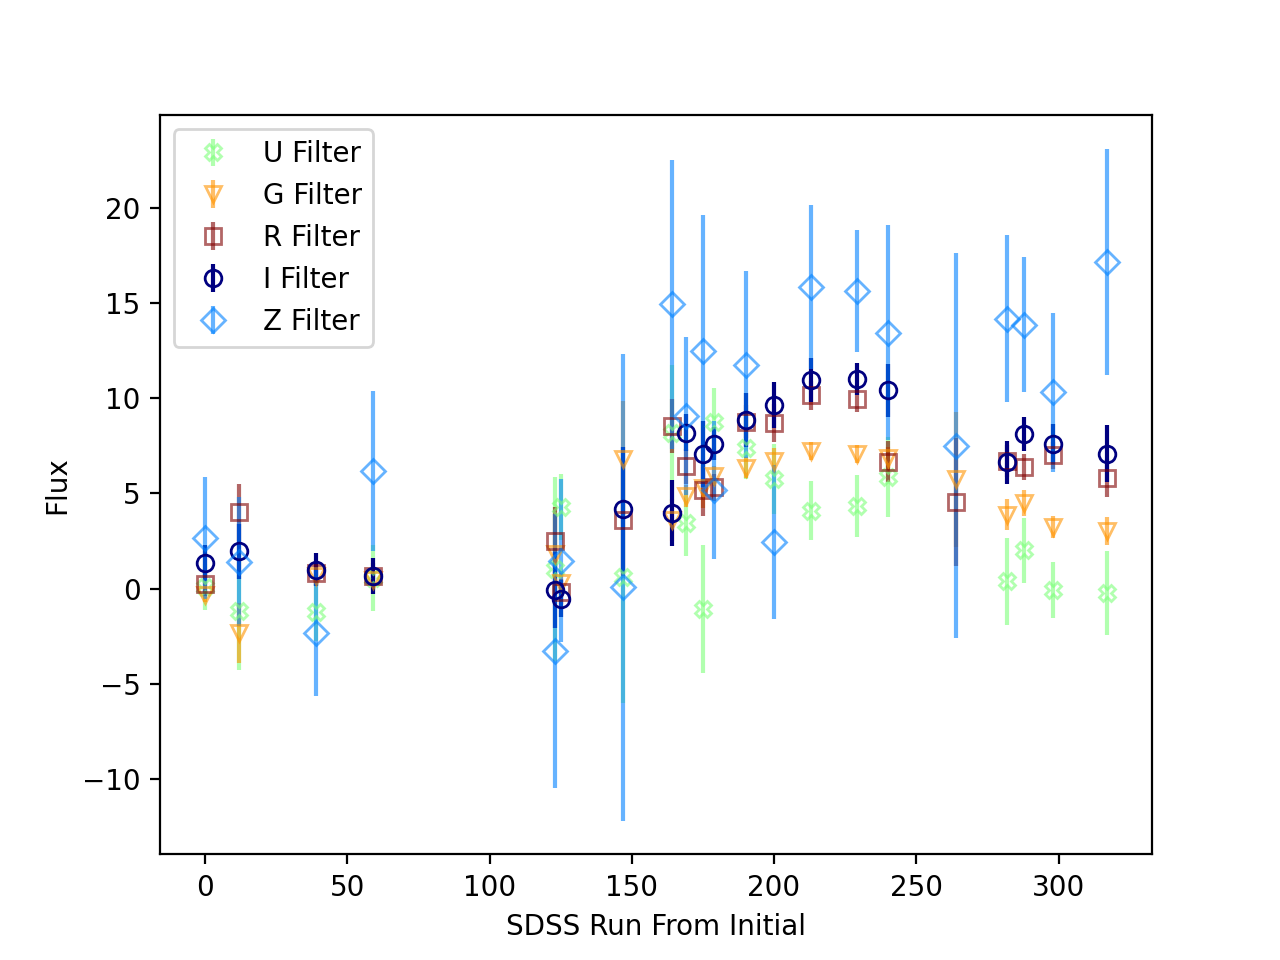 U Filter
G Filter
R Filter
I Filter
Z Filter
20
15
10
5
0
−5
−10
Flux
0 50 100 150 200 250 300
SDSS Run From Initial